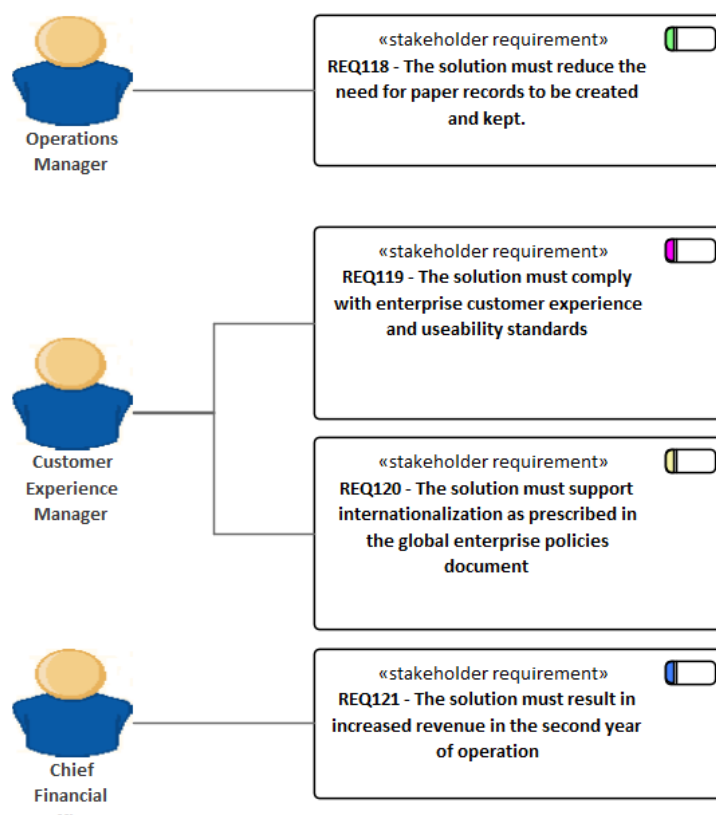 «stakeholder requirement»
REQ118 - The solution must reduce the
need for paper records to be created
and kept.
Operations
Manager
«stakeholder requirement»
REQ119 - The solution must comply
with enterprise customer experience
and useability standards
Customer
Experience
Manager
«stakeholder requirement»
REQ120 - The solution must support
internationalization as prescribed in
the global enterprise policies
document
«stakeholder requirement»
REQ121 - The solution must result in
increased revenue in the second year
of operation
Chief
Financial